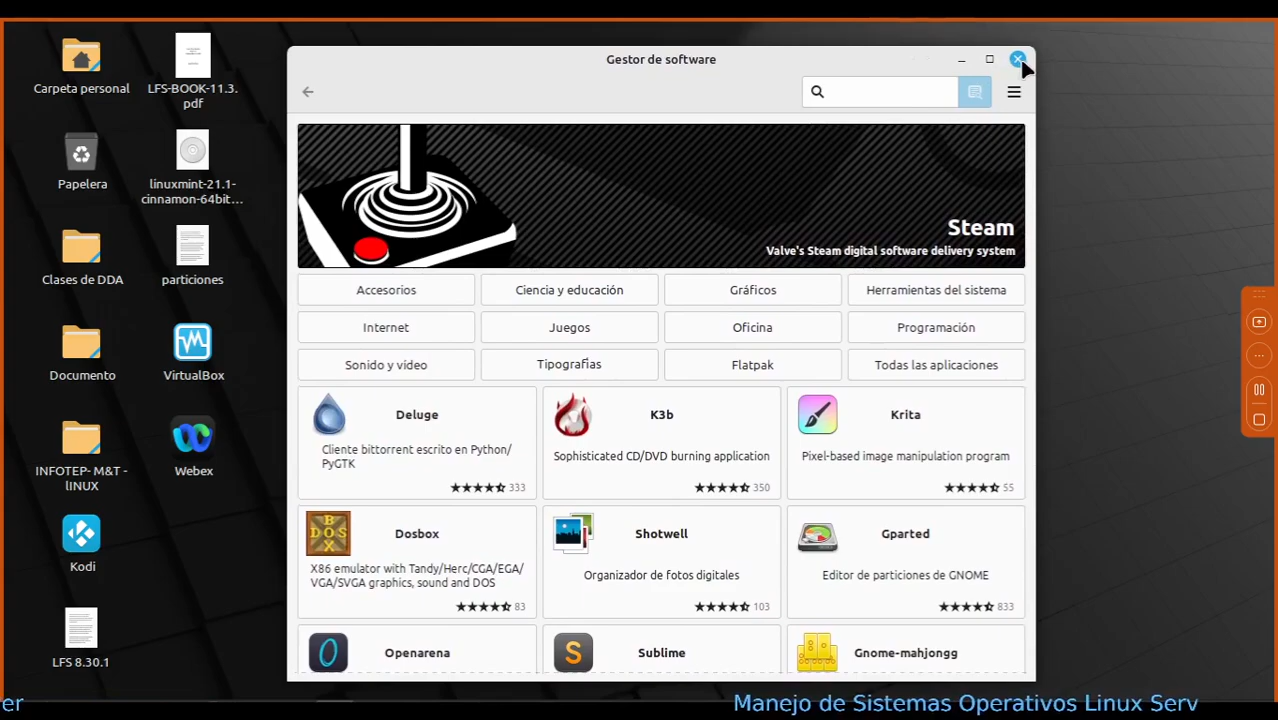 Carpeta personal
LFS-BOOK-11.3.
pdf
Papelera
linuxmint-21.1-
cinnamon-64bit...
Clases de DDA
particiones
Documento
VirtualBox
INFOTEP- M&T -
lINUX
Webex
Kodi
LFS 8.30.1
Gestor de software
Steam
Valve's Steam digital software delivery system
Accesorios
Ciencia y educación
Gráficos
Herramientas del sistema
Internet
Juegos
Oficina
Programación
Sonido y video
Tipografías
Flatpak
Todas las aplicaciones
Deluge
Cliente bittorrent escrito en Python/
PyGTK
333
K3b
Sophisticated CD/DVD burning application
350
Krita
Pixel-based image manipulation program
55
DOS
BOX
Dosbox
X86 emulator with Tandy/Herc/CGA/EGA/
VGA/SVGA graphics, sound and DOS
83
Shotwell
Organizador de fotos digitales
103
Gparted
Editor de particiones de GNOME
833
Openarena
S
Sublime
Gnome-mahjongg
er
Manejo de Sistemas Operativos Linux Serv